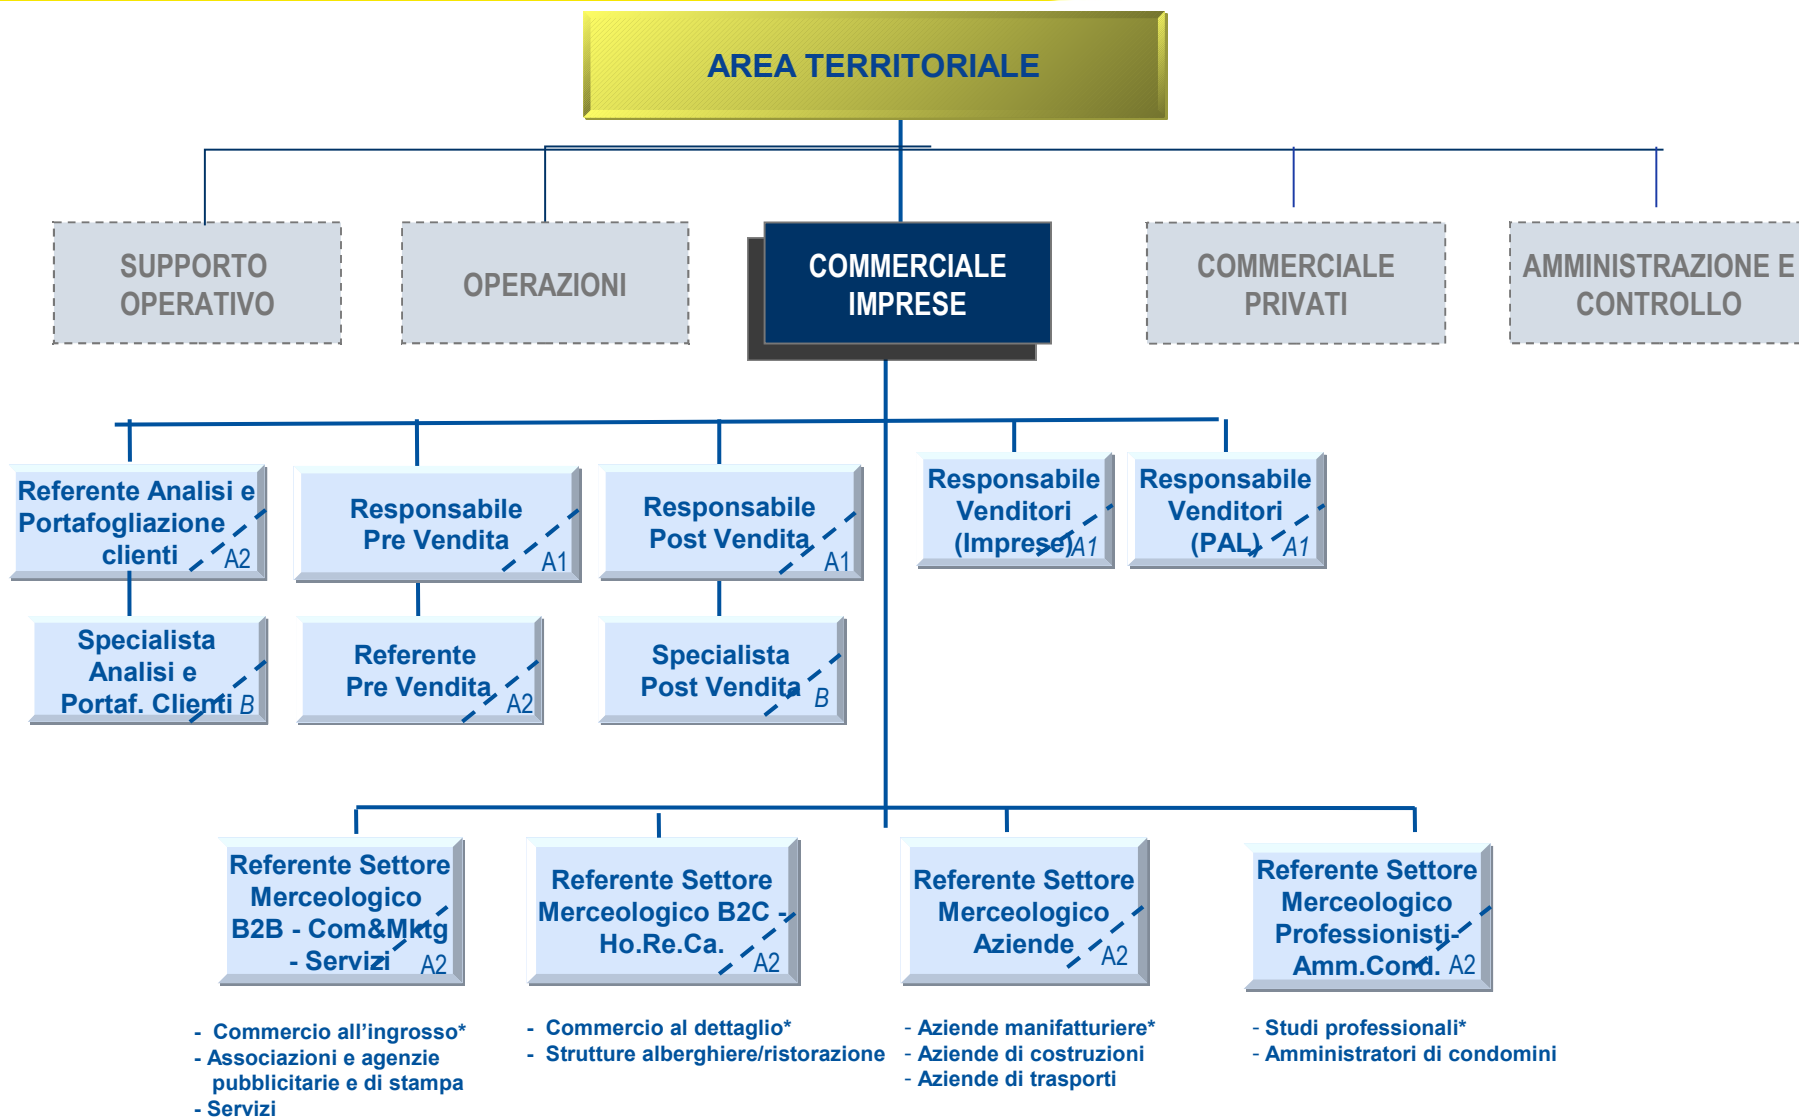 AREA TERRITORIALE
SUPPORTO
OPERATIVO
OPERAZIONI
COMMERCIALE
IMPRESE
COMMERCIALE
PRIVATI
AMMINISTRAZIONE E
CONTROLLO
Referente Analisi e
Portafogliazione
clienti
A2
Responsabile
Pre Vendita
A1
Responsabile
Post Vendita
A1
Responsabile
Venditori
(Imprese)
A1
Responsabile
Venditori
(PAL)
A1
Specialista
Analisi e
Portaf. Clienti
B
Referente
Pre Vendita
A2
Specialista
Post Vendita
B
Referente Settore
Merceologico
B2B - Com&Mktg
- Servizi
A2
Referente Settore
Merceologico B2C -
Ho.Re.Ca.
A2
Referente Settore
Merceologico
Aziende
A2
Referente Settore
Merceologico
Professionisti-
Amm.Cond.
A2
- Commercio all'ingrosso*
- Associazioni e agenzie
pubblicitarie e di stampa
- Servizi
- Commercio al dettaglio*
- Strutture alberghiere/ristorazione
- Aziende manifatturiere*
- Aziende di costruzioni
- Aziende di trasporti
- Studi professionali*
- Amministratori di condomini